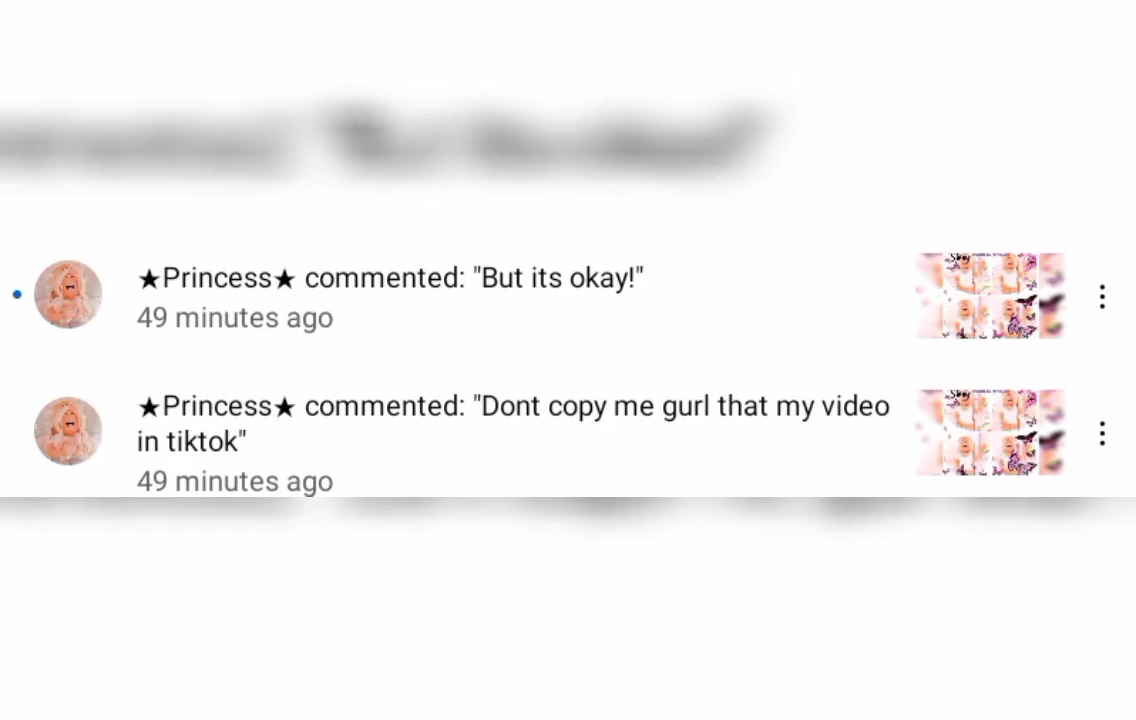 ★Princess★ commented: "But its okay!"
49 minutes ago
★Princess★ commented: "Dont copy me gurl that my video
in tiktok"
49 minutes ago